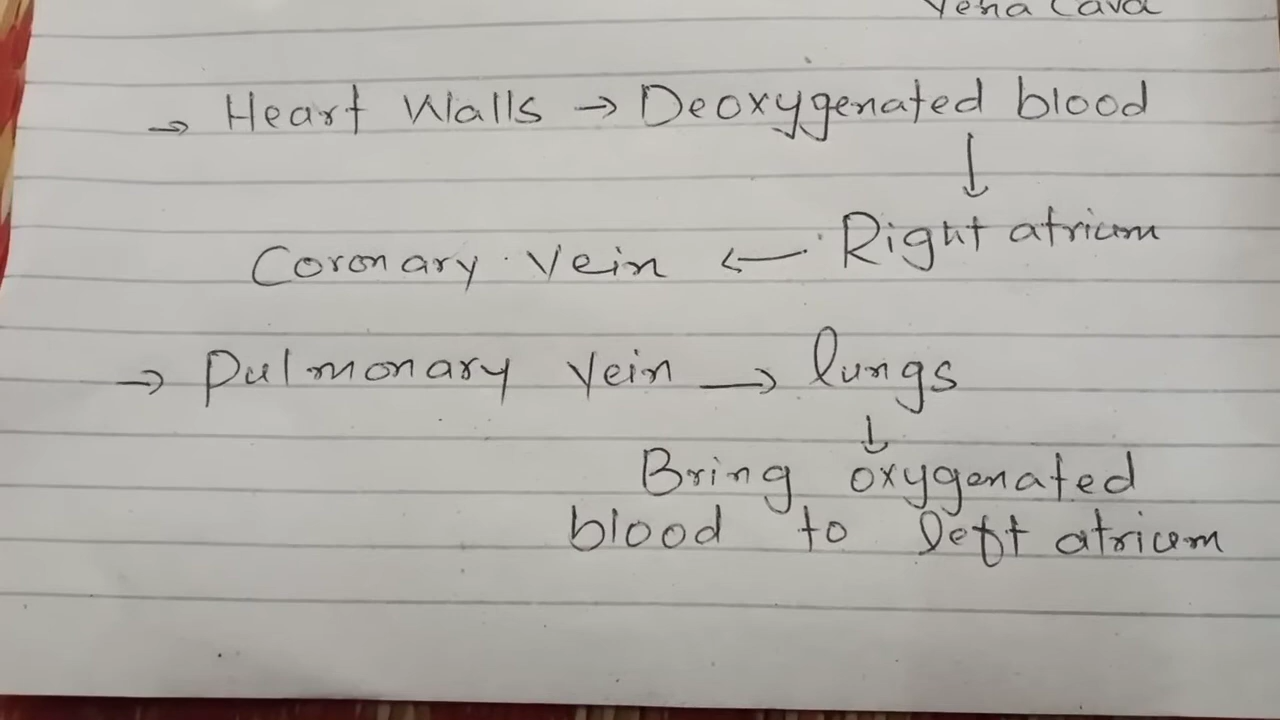 Vena Cava
→ Heart Walls → Deoxygenated blood
↓
Coronary Vein ← Right atrium
→ Pulmonary Vein → lungs
↓
Bring oxygenated
blood to left atrium